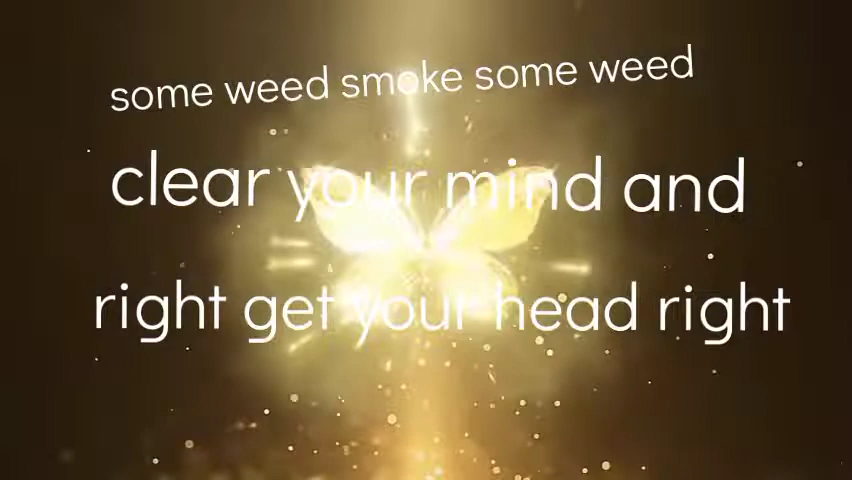 some weed smoke some weed
clear your mind and
right get your head right